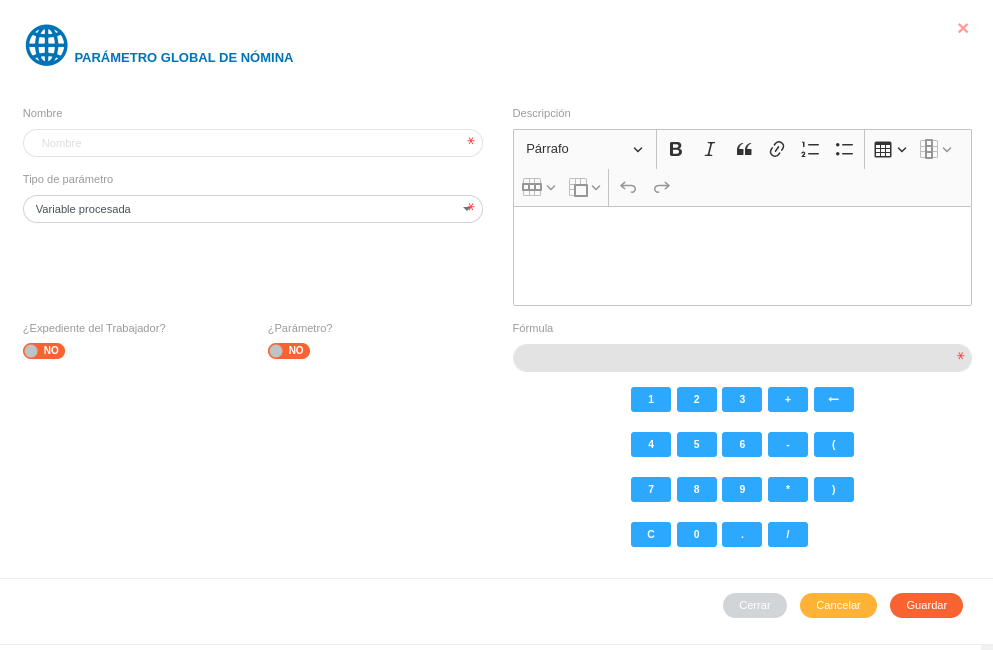 ×
PARÁMETRO GLOBAL DE NÓMINA
Nombre
Nombre *
Tipo de parámetro
Variable procesada *
Descripción
Párrafo B I
¿Expediente del Trabajador?
NO
¿Parámetro?
NO
Fórmula
*
1 2 3 + ←
4 5 6 - (
7 8 9 * )
C 0 . /
Cerrar Cancelar Guardar